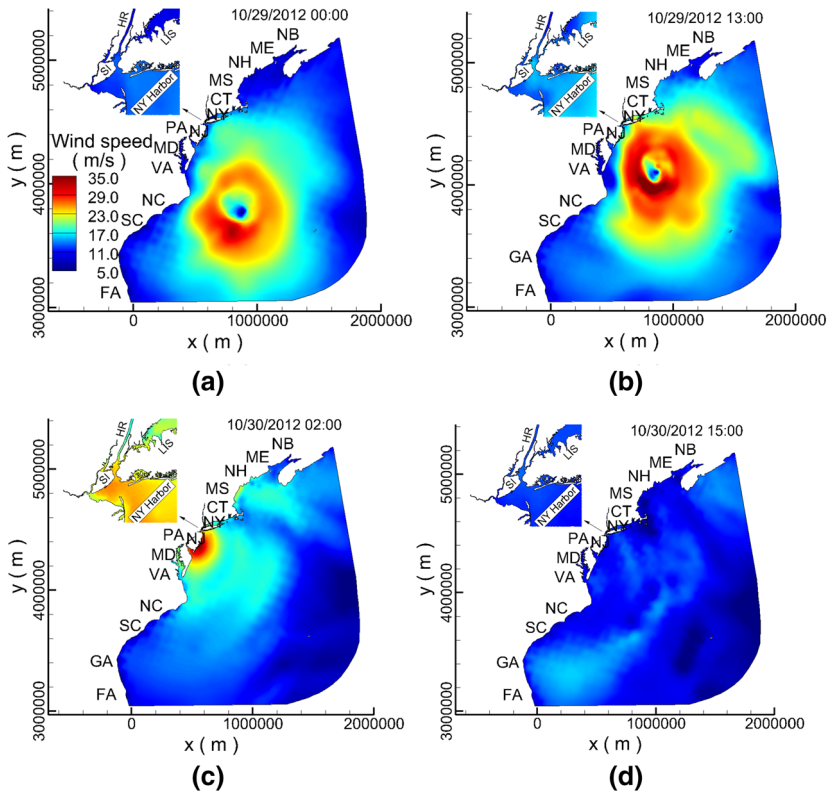 10/29/2012 00:00
HR
LIS
SI
NY Harbor
NB
ME
NH
MS
CT
NY
PA
NJ
MD
VA
NC
SC
FA
Wind speed
( m/s )
35.0
29.0
23.0
17.0
11.0
5.0
y ( m )
5000000
4000000
3000000
0
1000000
2000000
x ( m )
(a)
10/29/2012 13:00
HR
LIS
SI
NY Harbor
NB
ME
NH
MS
CT
NY
PA
NJ
MD
VA
NC
SC
GA
FA
y ( m )
5000000
4000000
3000000
0
1000000
2000000
x ( m )
(b)
10/30/2012 02:00
HR
LIS
SI
NY Harbor
NB
ME
NH
MS
CT
NY
PA
NJ
MD
VA
NC
SC
GA
FA
y ( m )
5000000
4000000
3000000
0
1000000
2000000
x ( m )
(c)
10/30/2012 15:00
HR
LIS
SI
NY Harbor
NB
ME
NH
MS
CT
NY
PA
NJ
MD
VA
NC
SC
GA
FA
y ( m )
5000000
4000000
3000000
0
1000000
2000000
x ( m )
(d)